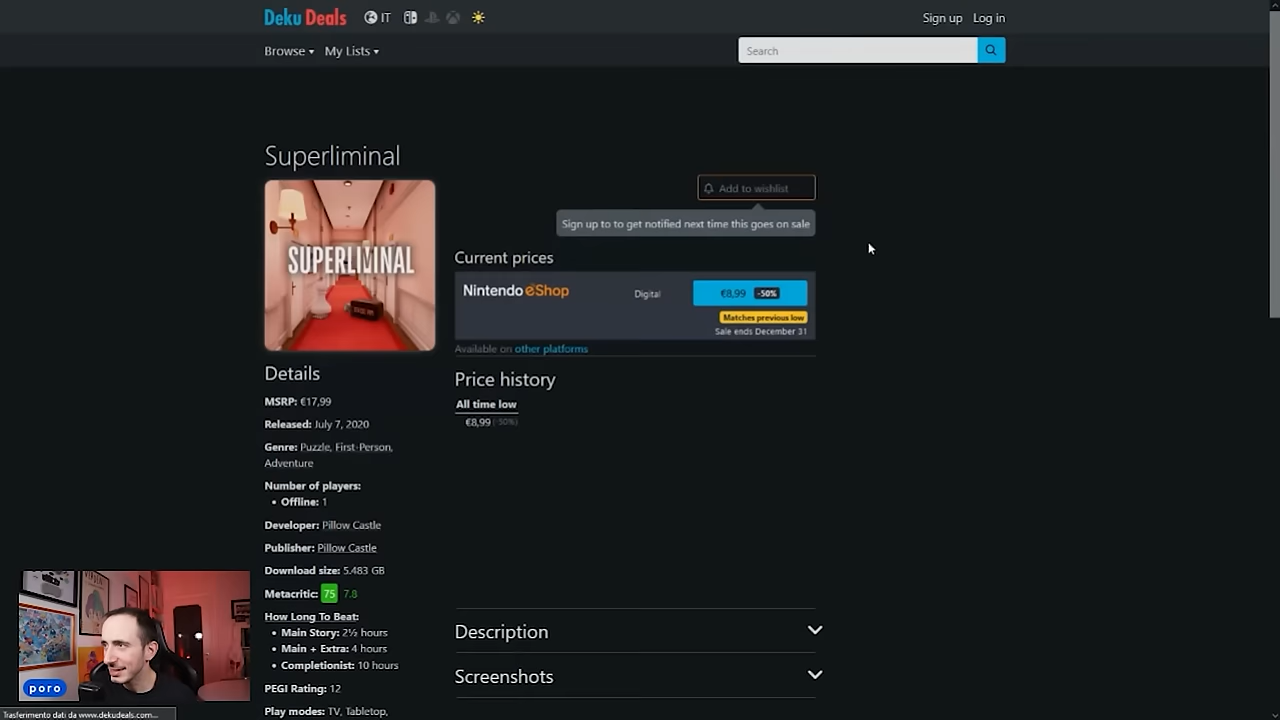 Deku Deals
IT
Sign up
Log in
Browse
My Lists
Search
Superliminal
SUPERLIMINAL
Add to wishlist
Sign up to to get notified next time this goes on sale
Current prices
Nintendo eShop
Digital
€8,99 -50%
Matches previous low
Sale ends December 31
Available on other platforms
Details
MSRP: €17,99
Released: July 7, 2020
Genre: Puzzle, First-Person,
Adventure
Number of players:
• Offline: 1
Developer: Pillow Castle
Publisher: Pillow Castle
Download size: 5.483 GB
Metacritic: 75 7.8
How Long To Beat:
• Main Story: 2½ hours
• Main + Extra: 4 hours
• Completionist: 10 hours
PEGI Rating: 12
Play modes: TV, Tabletop,
Price history
All time low
€8,99 (-50%)
Description
Screenshots
poro
Trasferimento dati da www.dekudeals.com...